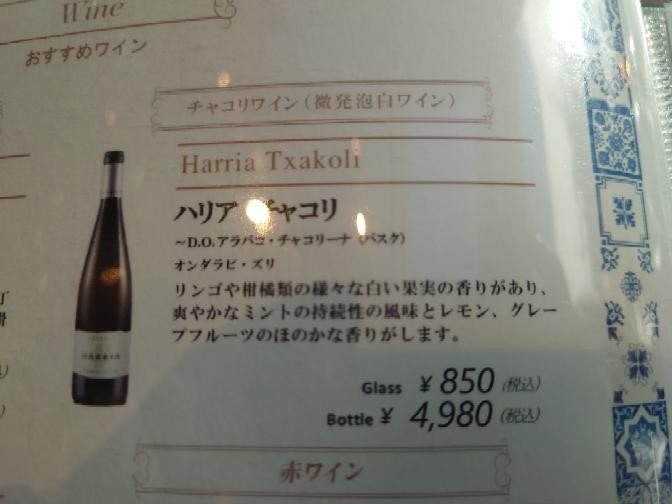 Wine
おすすめワイン
チャコリワイン(微発泡白ワイン)
Harria Txakoli
ハリア チャコリ
～D.O.アラバコ・チャコリーナ (バスク)
オンダラビ・ズリ
リンゴや柑橘類の様々な白い果実の香りがあり、
爽やかなミントの持続性の風味とレモン、グレー
プフルーツのほのかな香りがします。
Glass ¥ 850 (税込)
Bottle ¥ 4,980 (税込)
赤ワイン